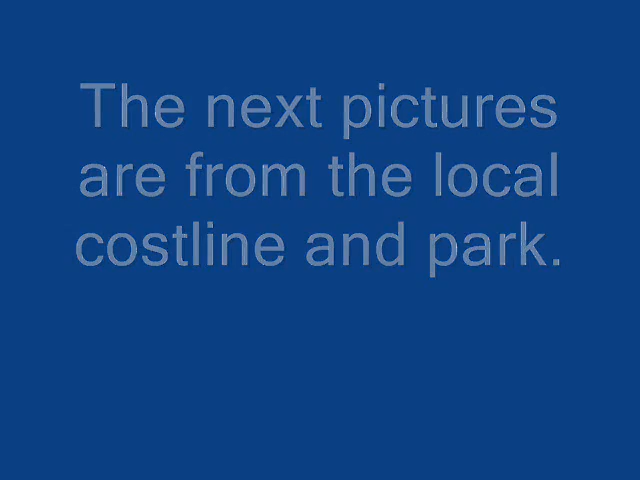 The next pictures
are from the local
costline and park.